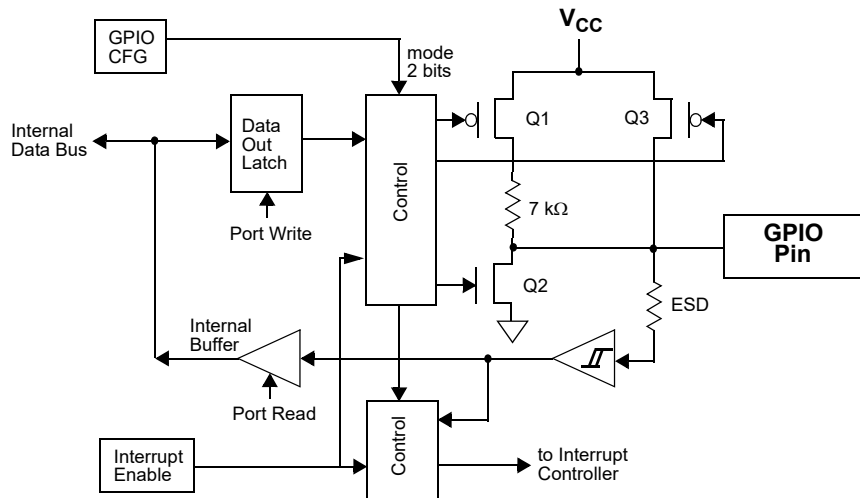 GPIO
CFG
mode
2 bits
VCC
Internal
Data Bus
Data
Out
Latch
Control
Q1
Q3
7 kΩ
Port Write
GPIO
Pin
Q2
ESD
Internal
Buffer
Port Read
Control
Interrupt
Enable
to Interrupt
Controller